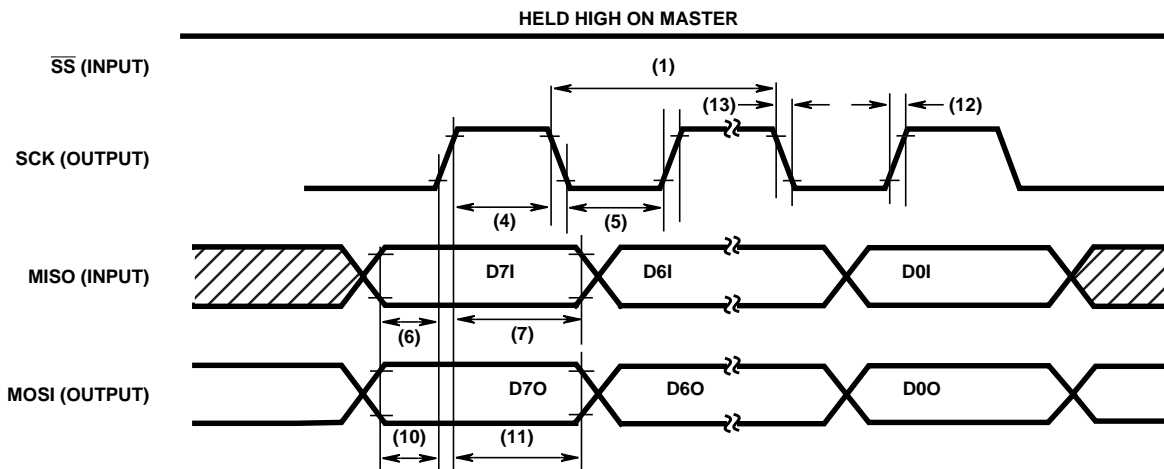 HELD HIGH ON MASTER
SS (INPUT)
(1)
(13)
(12)
SCK (OUTPUT)
(4)
(5)
MISO (INPUT)
D7I
D6I
D0I
(6)
(7)
MOSI (OUTPUT)
D7O
D6O
D0O
(10)
(11)